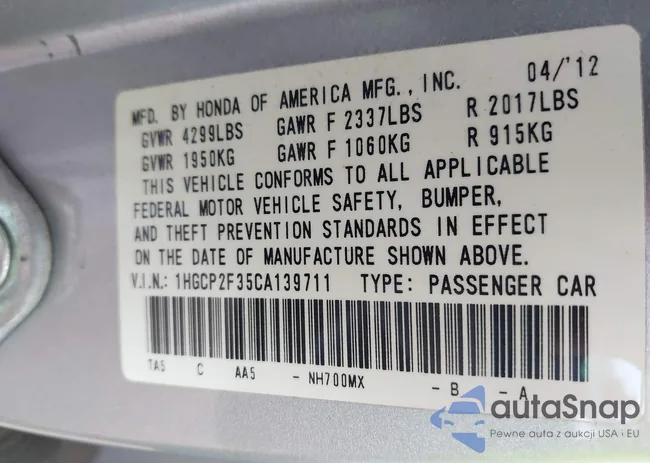 04/'12
MFD. BY HONDA OF AMERICA MFG., INC.
GVWR 4299LBS GAWR F 2337LBS R 2017LBS
GVWR 1950KG GAWR F 1060KG R 915KG
THIS VEHICLE CONFORMS TO ALL APPLICABLE
FEDERAL MOTOR VEHICLE SAFETY, BUMPER,
AND THEFT PREVENTION STANDARDS IN EFFECT
ON THE DATE OF MANUFACTURE SHOWN ABOVE.
V.I.N.: 1HGCP2F35CA139711 TYPE: PASSENGER CAR
TA5 C AA5 - NH700MX - B - A
autaSnap
Pewne auta z aukcji USA i EU